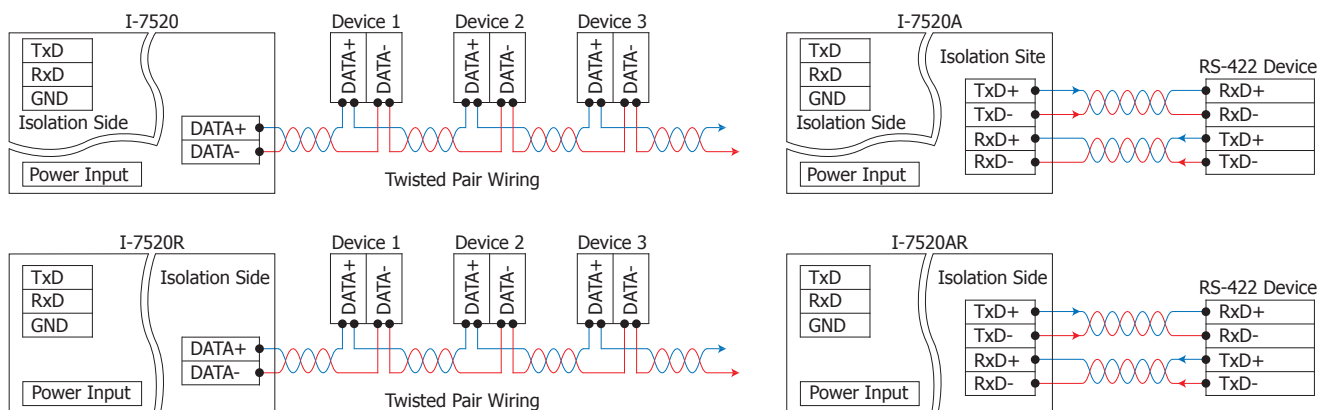 I-7520
TxD
RxD
GND
Isolation Side
Power Input
DATA+
DATA-
Device 1
DATA+
DATA-
Device 2
DATA+
DATA-
Device 3
DATA+
DATA-
Twisted Pair Wiring
I-7520A
TxD
RxD
GND
Isolation Side
Power Input
Isolation Site
TxD+
TxD-
RxD+
RxD-
RS-422 Device
RxD+
RxD-
TxD+
TxD-
I-7520R
TxD
RxD
GND
Power Input
Isolation Side
DATA+
DATA-
Device 1
DATA+
DATA-
Device 2
DATA+
DATA-
Device 3
DATA+
DATA-
Twisted Pair Wiring
I-7520AR
TxD
RxD
GND
Power Input
Isolation Side
TxD+
TxD-
RxD+
RxD-
RS-422 Device
RxD+
RxD-
TxD+
TxD-